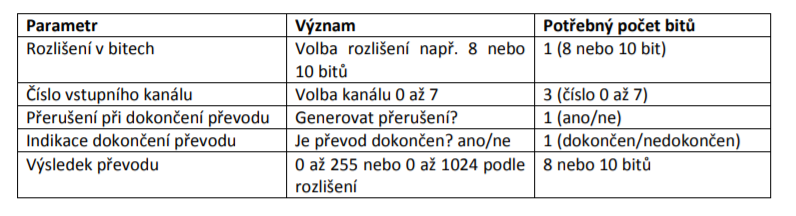 Parametr Význam Potřebný počet bitů
Rozlišení v bitech Volba rozlišení např. 8 nebo 1 (8 nebo 10 bit)
10 bitů
Číslo vstupního kanálu Volba kanálu 0 až 7 3 (číslo 0 až 7)
Přerušení při dokončení převodu Generovat přerušení? 1 (ano/ne)
Indikace dokončení převodu Je převod dokončen? ano/ne 1 (dokončen/nedokončen)
Výsledek převodu 0 až 255 nebo 0 až 1024 podle 8 nebo 10 bitů
rozlišení